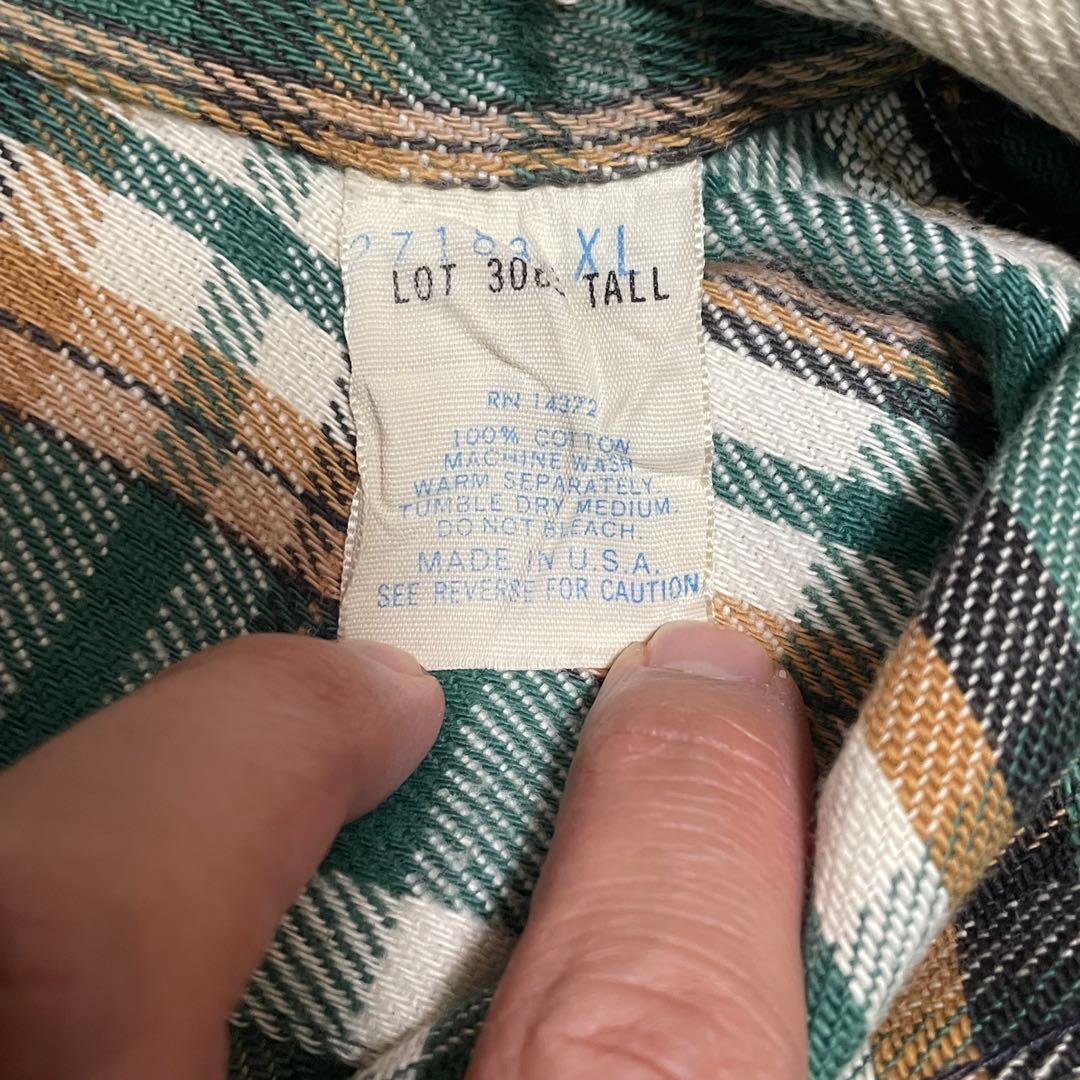 XL
LOT TALL
RN 14372
100% COTTON
MACHINE WASH
WARM SEPARATELY.
TUMBLE DRY MEDIUM.
DO NOT BLEACH.
MADE IN U.S.A.
SEE REVERSE FOR CAUTION